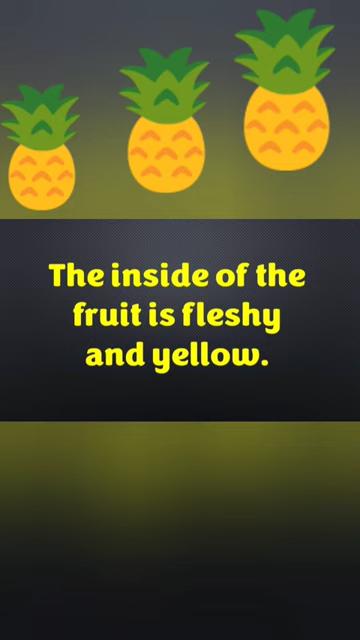 The inside of the
fruit is fleshy
and yellow.